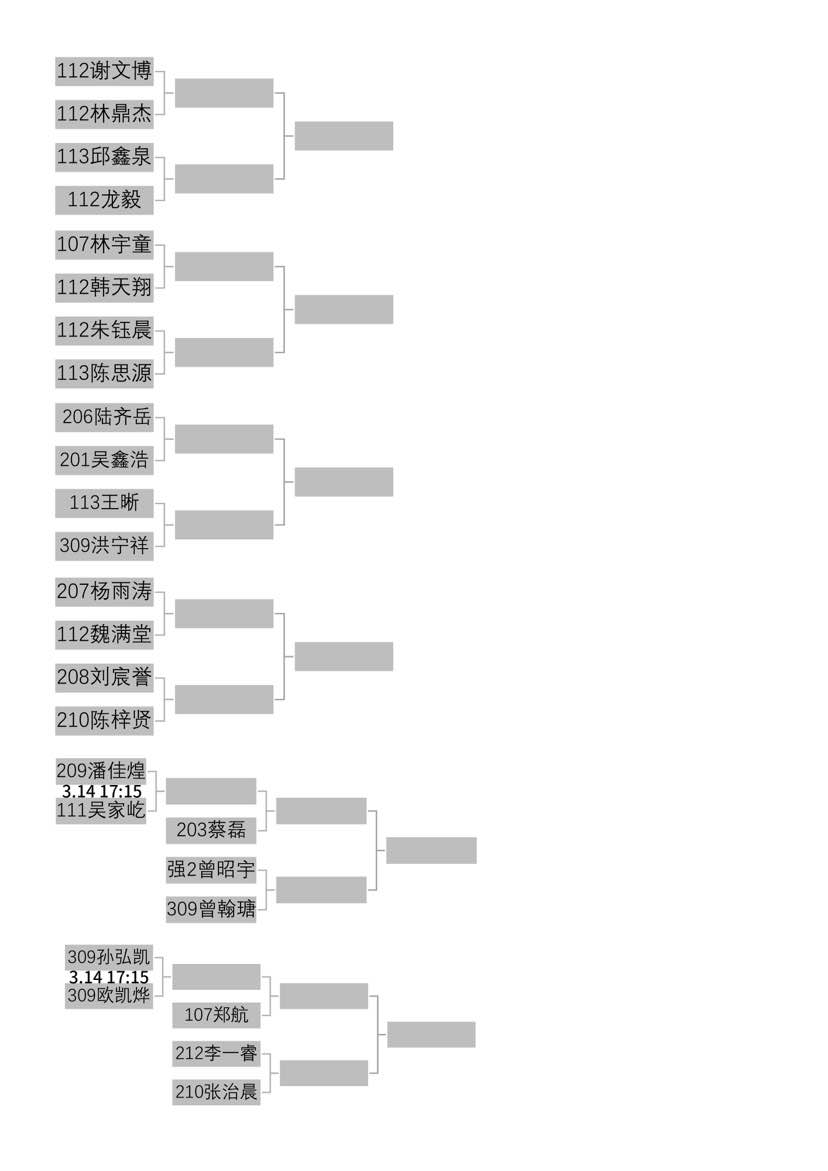 112谢文博
112林鼎杰
113邱鑫泉
112龙毅
107林宇童
112韩天翔
112朱钰晨
113陈思源
206陆齐岳
201吴鑫浩
113王晰
309洪宁祥
207杨雨涛
112魏满堂
208刘宸誉
210陈梓贤
209潘佳煌
3.14 17:15
111吴家屹
203蔡磊
强2曾昭宇
309曾翰瑭
309孙弘凯
3.14 17:15
309欧凯烨
107郑航
212李一睿
210张治晨